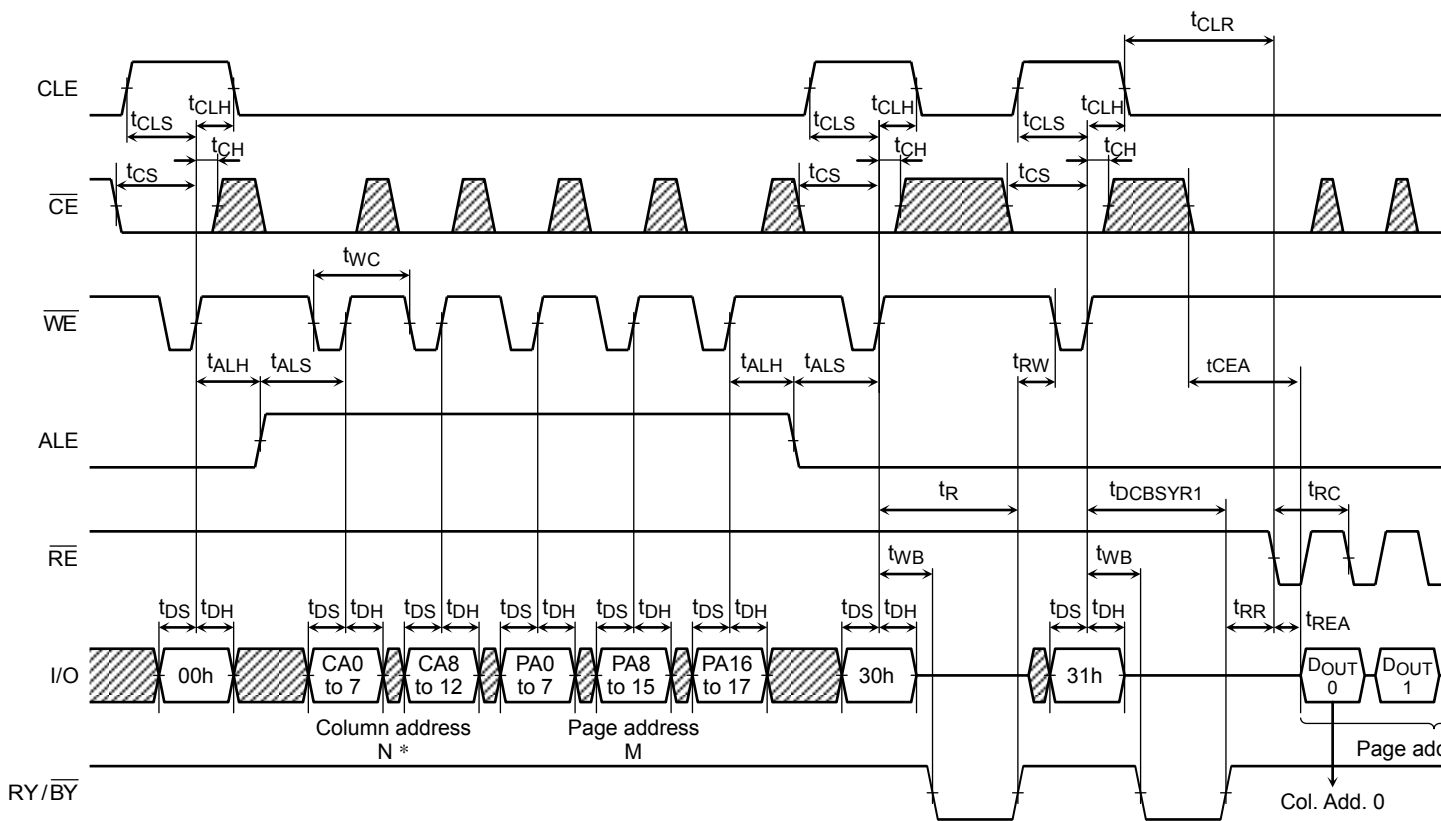 tCLR
CLE
tCLH tCLH tCLH
tCLS tCLS tCLS
tCH tCH tCH
tCS tCS tCS
CE
tWC
WE
tALH tALS tALH tALS tRW tCEA
ALE
tR tDCBSYR1 tRC
RE
tWB tWB
tDS tDH tDS tDH tDS tDH tDS tDH tDS tDH tDS tDH tDS tDH tDS tDH tRR tREA
I/O 00h CA0 to 7 CA8 to 12 PA0 to 7 PA8 to 15 PA16 to 17 30h 31h DOUT 0 DOUT 1
Column address Page address
N * M
Page add
RY/BY
Col. Add. 0